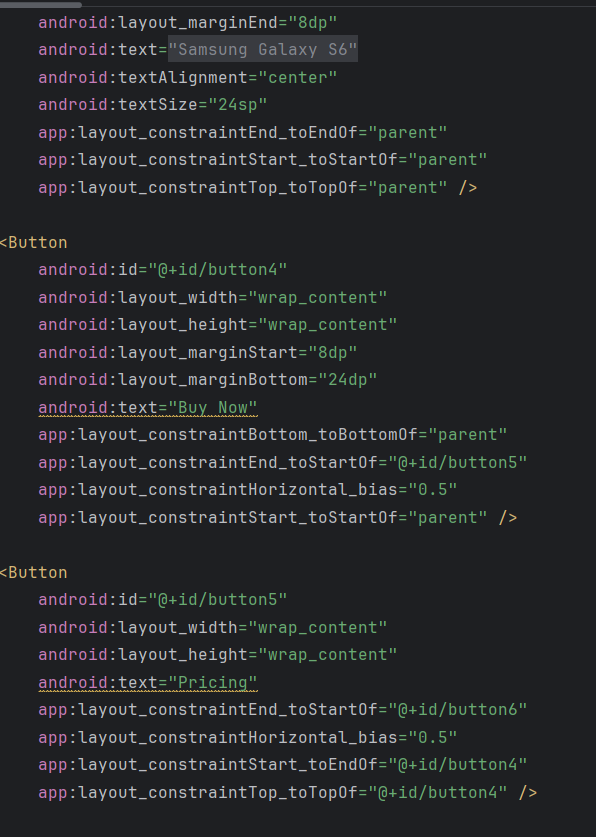 android:layout_marginEnd="8dp"
android:text="Samsung Galaxy S6"
android:textAlignment="center"
android:textSize="24sp"
app:layout_constraintEnd_toEndOf="parent"
app:layout_constraintStart_toStartOf="parent"
app:layout_constraintTop_toTopOf="parent" />
<Button
android:id="@+id/button4"
android:layout_width="wrap_content"
android:layout_height="wrap_content"
android:layout_marginStart="8dp"
android:layout_marginBottom="24dp"
android:text="Buy Now"
app:layout_constraintBottom_toBottomOf="parent"
app:layout_constraintEnd_toStartOf="@+id/button5"
app:layout_constraintHorizontal_bias="0.5"
app:layout_constraintStart_toStartOf="parent" />
<Button
android:id="@+id/button5"
android:layout_width="wrap_content"
android:layout_height="wrap_content"
android:text="Pricing"
app:layout_constraintEnd_toStartOf="@+id/button6"
app:layout_constraintHorizontal_bias="0.5"
app:layout_constraintStart_toEndOf="@+id/button4"
app:layout_constraintTop_toTopOf="@+id/button4" />